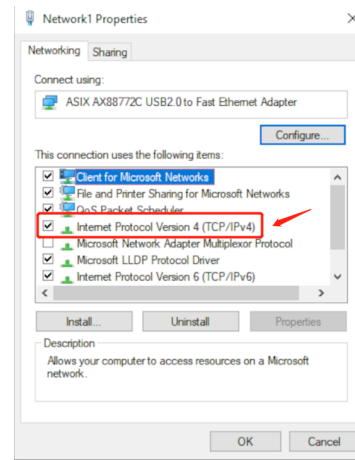 Network1 Properties
Networking
Sharing
Connect using:
ASIX AX88772C USB2.0 to Fast Ethernet Adapter
Configure...
This connection uses the following items:
Client for Microsoft Networks
File and Printer Sharing for Microsoft Networks
QoS Packet Scheduler
Internet Protocol Version 4 (TCP/IPv4)
Microsoft Network Adapter Multiplexor Protocol
Microsoft LLDP Protocol Driver
Internet Protocol Version 6 (TCP/IPv6)
Install...
Uninstall
Properties
Description
Allows your computer to access resources on a Microsoft
network.
OK
Cancel